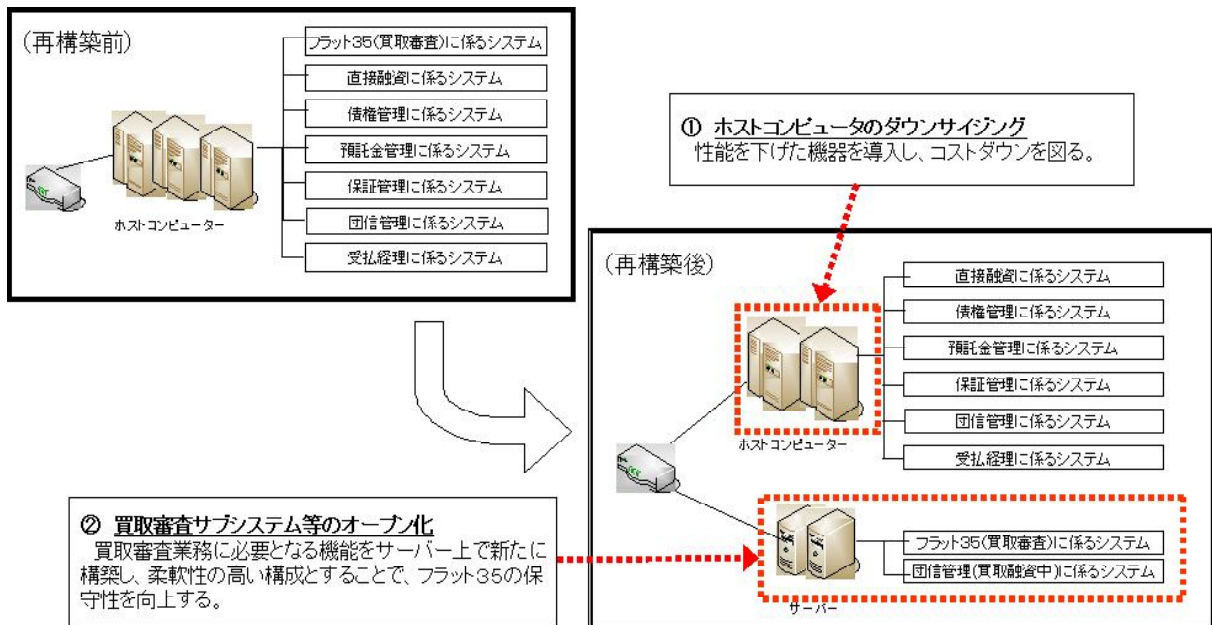 (再構築前)
フラット35(買取審査)に係るシステム
直接融資に係るシステム
債権管理に係るシステム
預託金管理に係るシステム
保証管理に係るシステム
団信管理に係るシステム
受払経理に係るシステム
ホストコンピューター
① ホストコンピュータのダウンサイジング
性能を下げた機器を導入し、コストダウンを図る。
(再構築後)
直接融資に係るシステム
債権管理に係るシステム
預託金管理に係るシステム
保証管理に係るシステム
団信管理に係るシステム
受払経理に係るシステム
ホストコンピューター
② 買取審査サブシステム等のオープン化
買取審査業務に必要となる機能をサーバー上で新たに
構築し、柔軟性の高い構成とすることで、フラット35の保
守性を向上する。
フラット35(買取審査)に係るシステム
団信管理(買取融資中)に係るシステム
サーバー